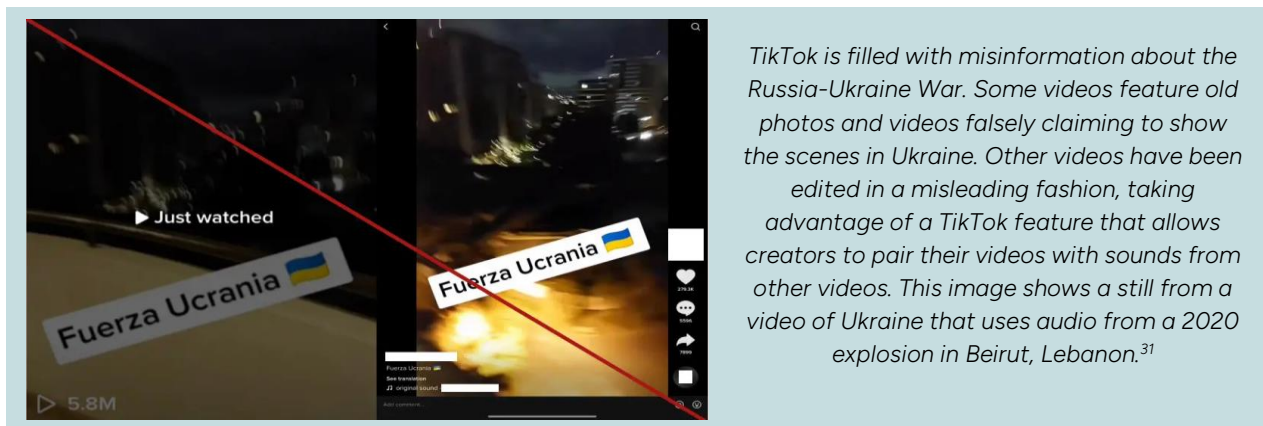 Just watched
Fuerza Ucrania 🇺🇦
5.8M
Fuerza Ucrania 🇺🇦
279.3K
7899
Fuerza Ucrania 🇺🇦
See translation
original sound
Add comment...
TikTok is filled with misinformation about the
Russia-Ukraine War. Some videos feature old
photos and videos falsely claiming to show
the scenes in Ukraine. Other videos have been
edited in a misleading fashion, taking
advantage of a TikTok feature that allows
creators to pair their videos with sounds from
other videos. This image shows a still from a
video of Ukraine that uses audio from a 2020
explosion in Beirut, Lebanon.³¹